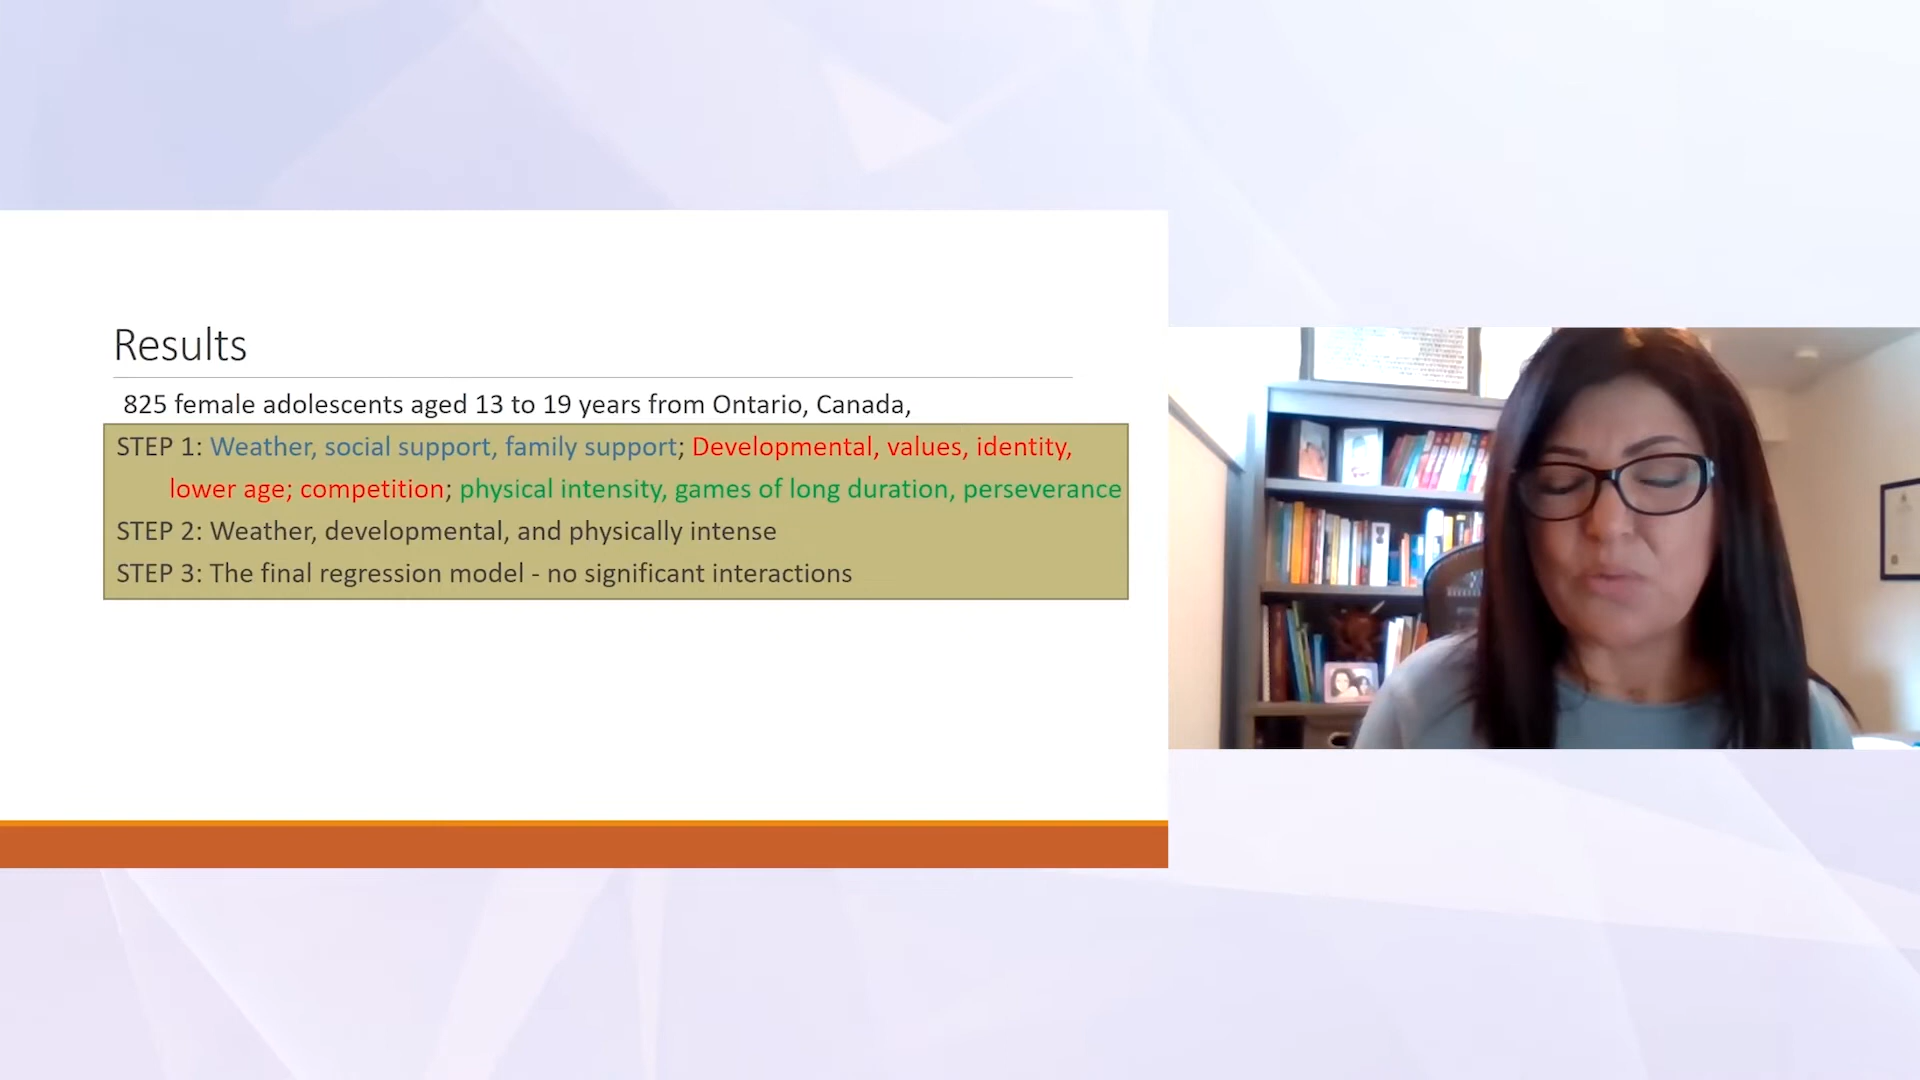 Results
825 female adolescents aged 13 to 19 years from Ontario, Canada,
STEP 1: Weather, social support, family support; Developmental, values, identity,
lower age; competition; physical intensity, games of long duration, perseverance
STEP 2: Weather, developmental, and physically intense
STEP 3: The final regression model - no significant interactions